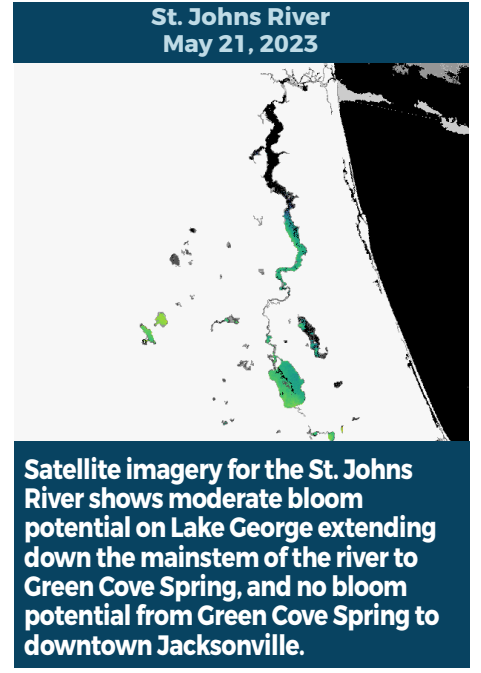 St. Johns River
May 21, 2023
Satellite imagery for the St. Johns
River shows moderate bloom
potential on Lake George extending
down the mainstem of the river to
Green Cove Spring, and no bloom
potential from Green Cove Spring to
downtown Jacksonville.